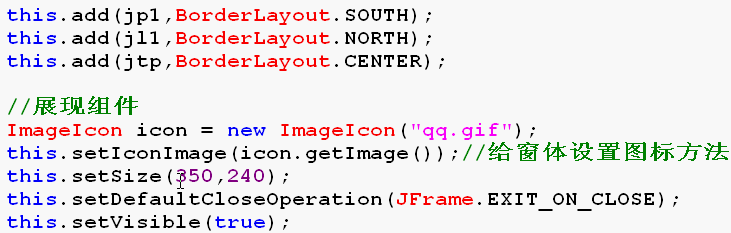 this.add(jp1,BorderLayout.SOUTH);
this.add(jl1,BorderLayout.NORTH);
this.add(jtp,BorderLayout.CENTER);
//展现组件
ImageIcon icon = new ImageIcon("qq.gif");
this.setIconImage(icon.getImage());//给窗体设置图标方法
this.setSize(350,240);
this.setDefaultCloseOperation(JFrame.EXIT_ON_CLOSE);
this.setVisible(true);